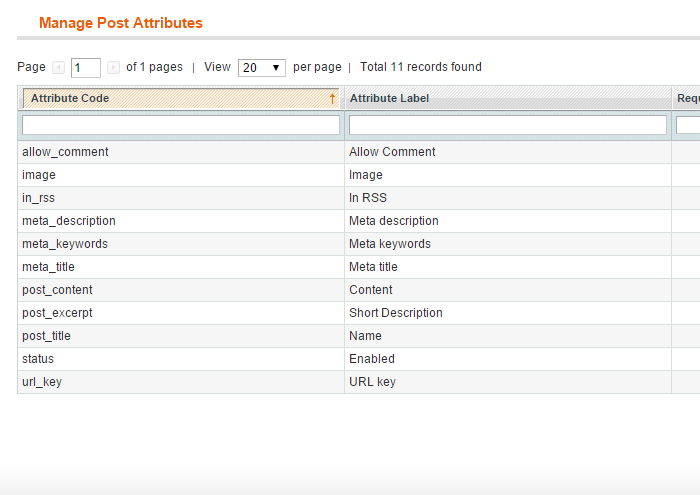 Manage Post Attributes
Page 1 of 1 pages | View 20 per page | Total 11 records found
Attribute Code Attribute Label Requ
allow_comment Allow Comment
image Image
in_rss In RSS
meta_description Meta description
meta_keywords Meta keywords
meta_title Meta title
post_content Content
post_excerpt Short Description
post_title Name
status Enabled
url_key URL key